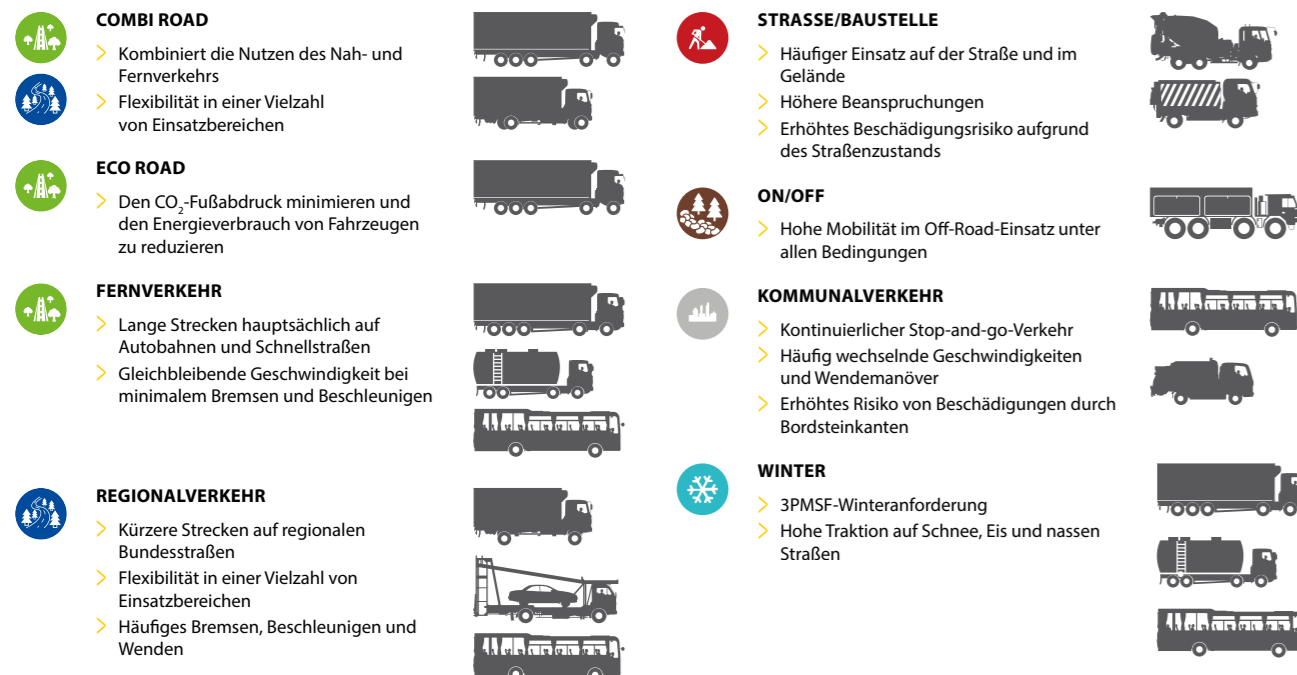 COMBI ROAD
Kombiniert die Nutzen des Nah- und
Fernverkehrs
Flexibilität in einer Vielzahl
von Einsatzbereichen
ECO ROAD
Den CO₂-Fußabdruck minimieren und
den Energieverbrauch von Fahrzeugen
zu reduzieren
FERNVERKEHR
Lange Strecken hauptsächlich auf
Autobahnen und Schnellstraßen
Gleichbleibende Geschwindigkeit bei
minimalem Bremsen und Beschleunigen
REGIONALVERKEHR
Kürzere Strecken auf regionalen
Bundesstraßen
Flexibilität in einer Vielzahl von
Einsatzbereichen
Häufiges Bremsen, Beschleunigen und
Wenden
STRASSE/BAUSTELLE
Häufiger Einsatz auf der Straße und im
Gelände
Höhere Beanspruchungen
Erhöhtes Beschädigungsrisiko aufgrund
des Straßenzustands
ON/OFF
Hohe Mobilität im Off-Road-Einsatz unter
allen Bedingungen
KOMMUNALVERKEHR
Kontinuierlicher Stop-and-go-Verkehr
Häufig wechselnde Geschwindigkeiten
und Wendemanöver
Erhöhtes Risiko von Beschädigungen durch
Bordsteinkanten
WINTER
3PMSF-Winteranforderung
Hohe Traktion auf Schnee, Eis und nassen
Straßen